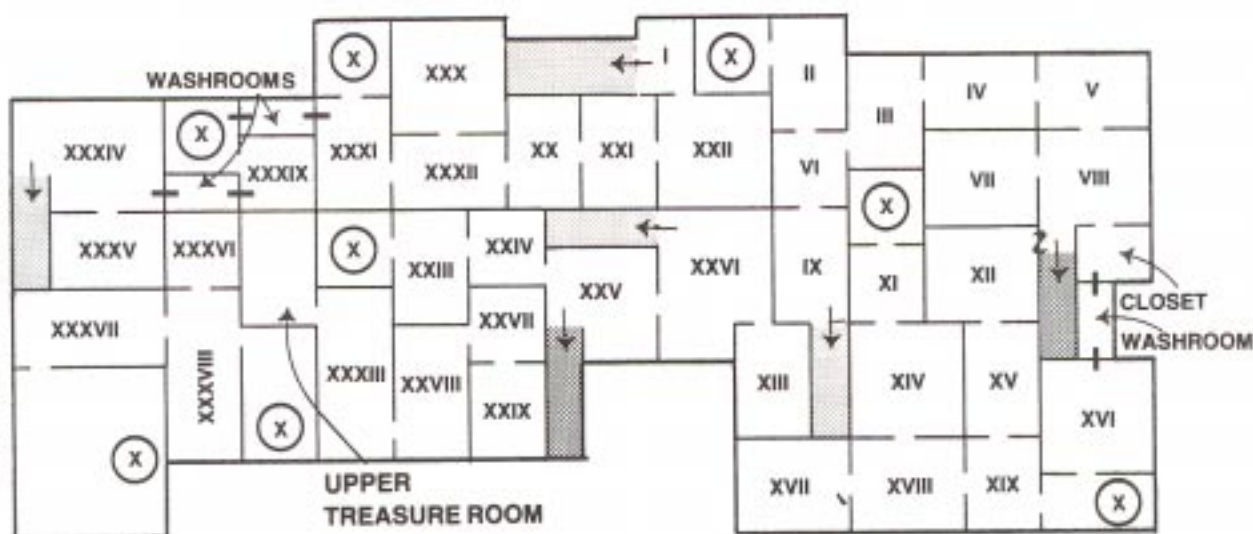 I
X
II
XXX
X
WASHROOMS
IV
V
III
X
XXXIV
XXXIX
XXXI
XXXII
XX
XXI
XXII
VI
VII
VIII
X
XXXV
XXXVI
X
XXIII
XXIV
XXV
XXVI
IX
XI
XII
Z
CLOSET
WASHROOM
XXXVII
XXXVIII
XXVII
XXXIII
XXVIII
XXIX
XIII
XIV
XV
XVI
X
X
XVII
XVIII
XIX
X
UPPER
TREASURE ROOM